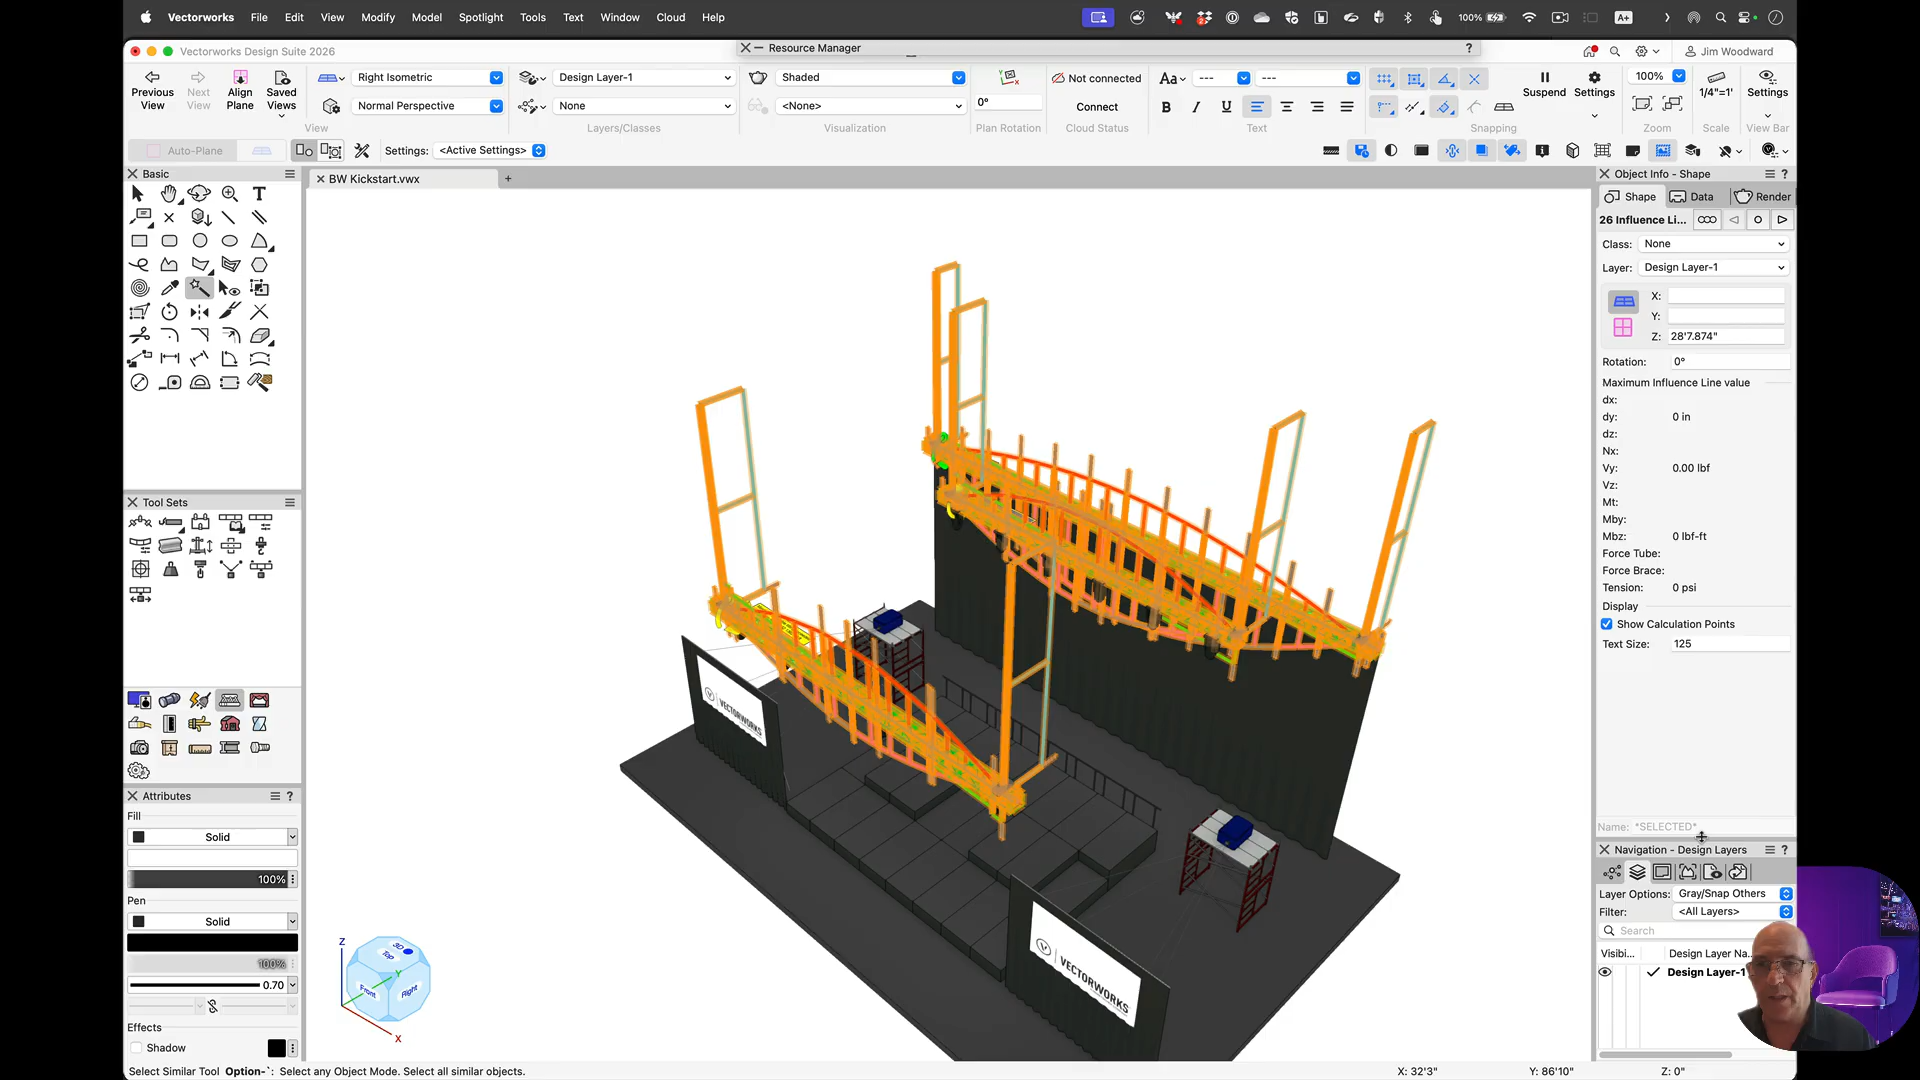 Vectorworks File Edit View Modify Model Spotlight Tools Text Window Cloud Help
100%
A+
Vectorworks Design Suite 2026
Resource Manager
?
Jim Woodward
Previous View
Next View
Align Plane
Saved Views
Right Isometric
Normal Perspective
View
Design Layer-1
None
Layers/Classes
Shaded
<None>
Visualization
0°
Plan Rotation
Not connected
Connect
Cloud Status
Aa
---
---
B I U
Text
Suspend
Settings
Snapping
100%
Zoom
1/4"=1'
Scale
Settings
View Bar
Auto-Plane
Settings: <Active Settings>
Basic
BW Kickstart.vwx
+
T
Tool Sets
Attributes
?
Fill
Solid
100%
Pen
Solid
100%
0.70
Effects
Shadow
VECTORWORKS
VECTORWORKS
Z
3D
Top
Y
Front
Right
X
Object Info - Shape
?
Shape
Data
Render
26 Influence Li...
Class: None
Layer: Design Layer-1
X:
Y:
Z: 28'7.874"
Rotation: 0°
Maximum Influence Line value
dx:
dy: 0 in
dz:
Nx:
Vy: 0.00 lbf
Vz:
Mt:
Mby:
Mbz: 0 lbf-ft
Force Tube:
Force Brace:
Tension: 0 psi
Display
Show Calculation Points
Text Size: 125
Name: *SELECTED*
Navigation - Design Layers
?
Layer Options: Gray/Snap Others
Filter: <All Layers>
Search
Visibi...
Design Layer Na...
Design Layer-1
Select Similar Tool Option-`: Select any Object Mode. Select all similar objects.
X: 32'3"
Y: 86'10"
Z: 0"